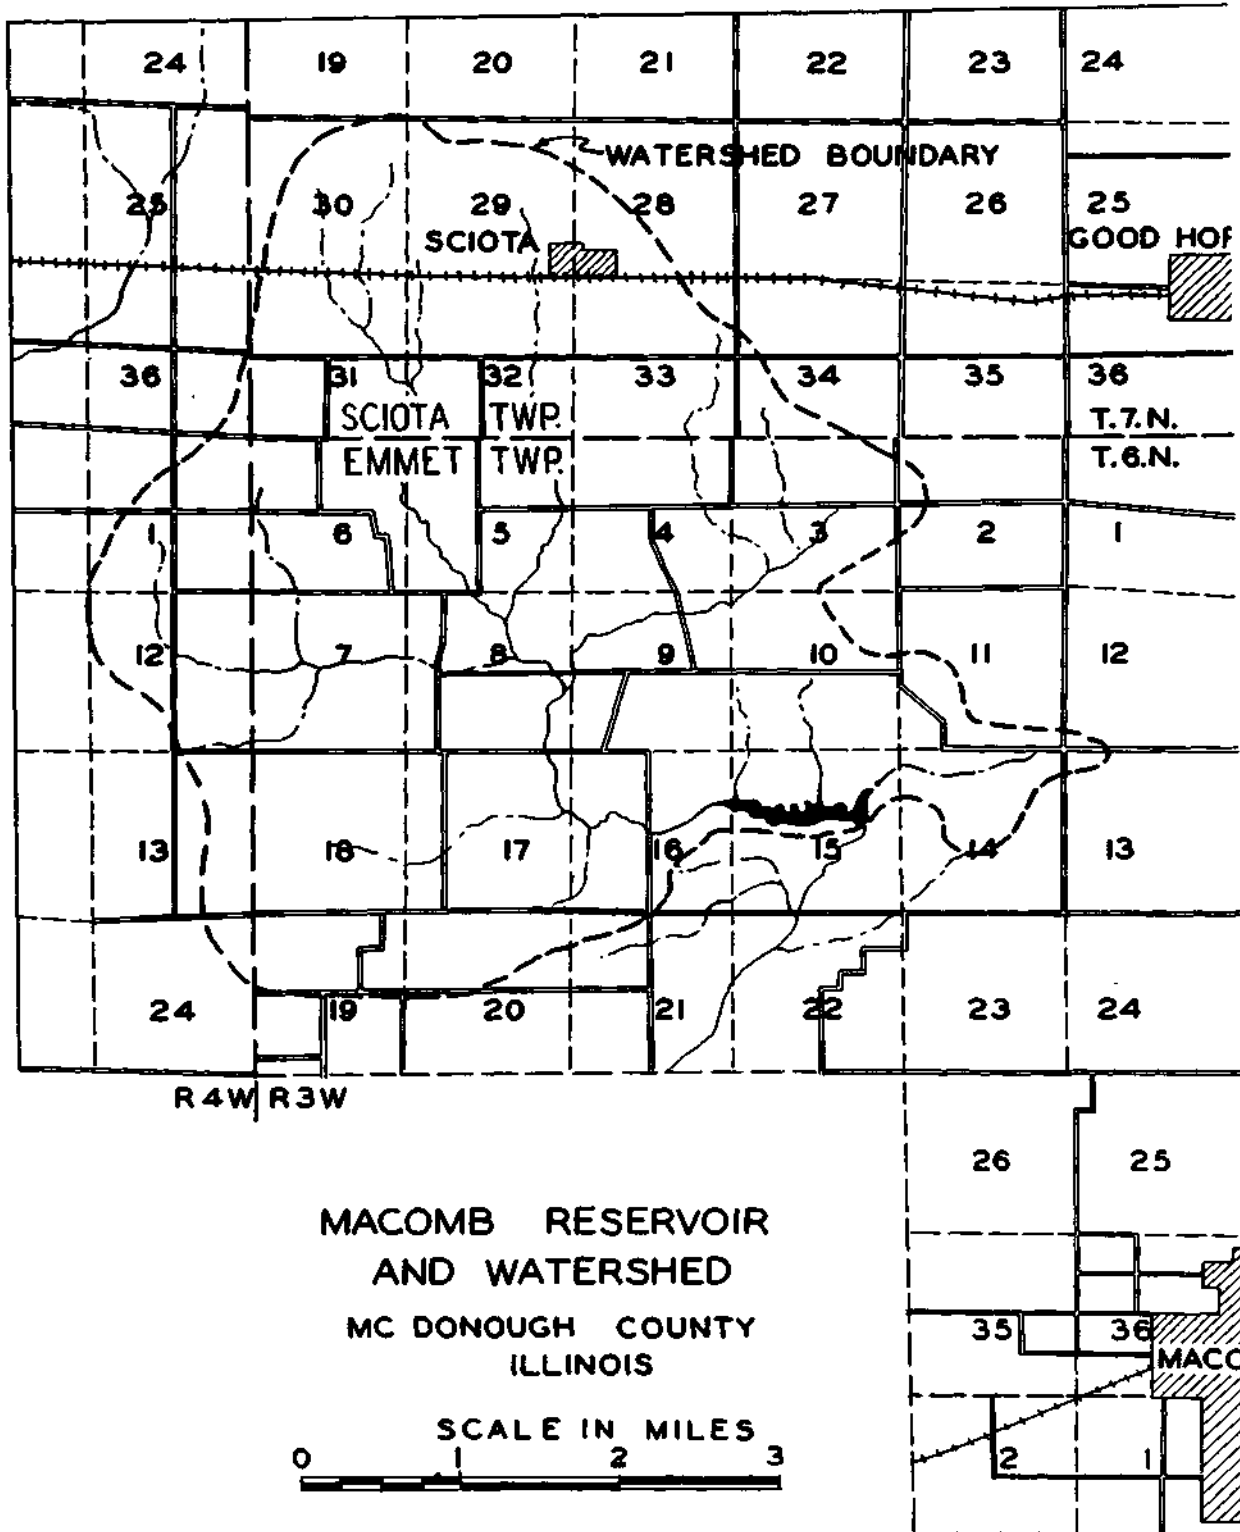 24 19 20 21 22 23 24
WATERSHED BOUNDARY
25 30 29 28 27 26 25
SCIOTA
GOOD HOP
36 31 32 33 34 35 36
SCIOTA TWP. T.7.N.
EMMET TWP. T.6.N.
1 6 5 4 3 2 1
12 7 8 9 10 11 12
13 18 17 16 15 14 13
24 19 20 21 22 23 24
R4W R3W
26 25
MACOMB RESERVOIR
AND WATERSHED
MC DONOUGH COUNTY
ILLINOIS
35 36
MACO
SCALE IN MILES
0 1 2 3
2 1